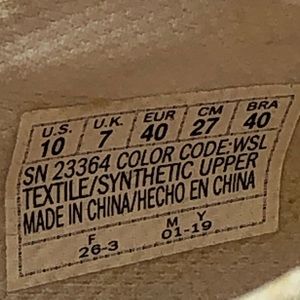 U.S. U.K. EUR CM BRA
10 7 40 27 40
SN 23364 COLOR CODE:WSL
TEXTILE/SYNTHETIC UPPER
MADE IN CHINA/HECHO EN CHINA
F M Y
26-3 01-19